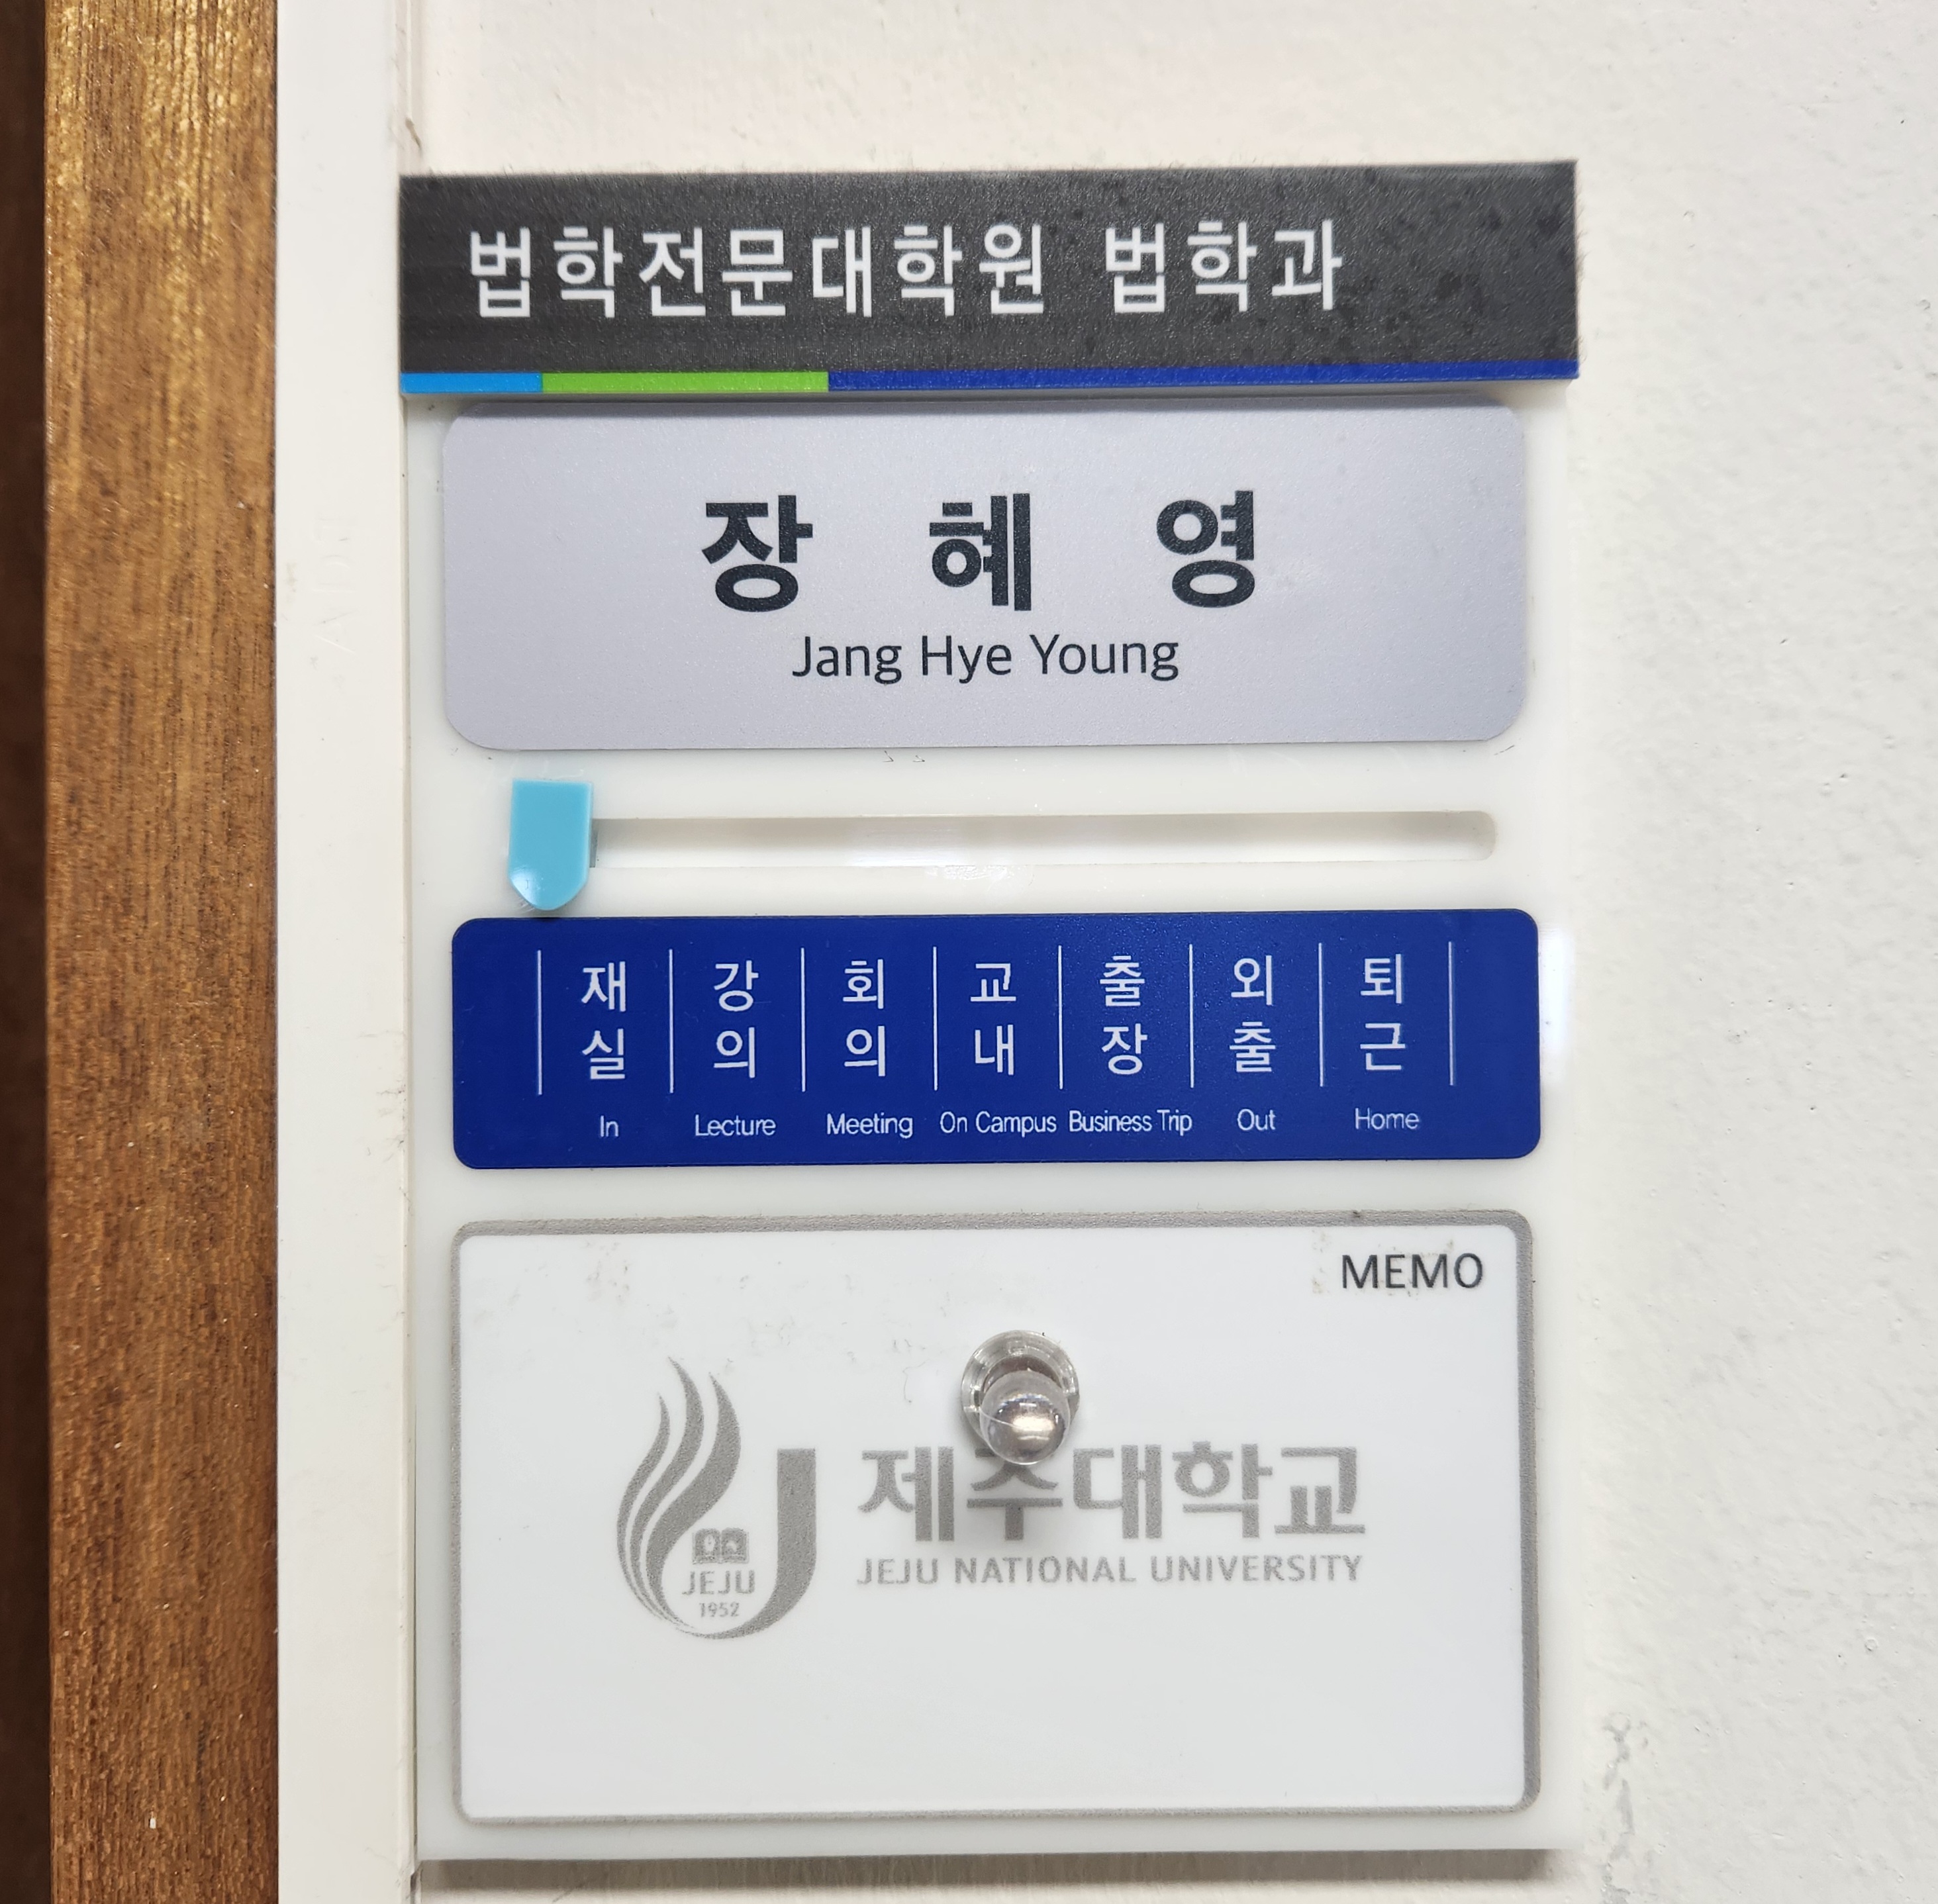 법학전문대학원 법학과
장 혜 영
Jang Hye Young
재실 강의 회의 교내 출장 외출 퇴근
In Lecture Meeting On Campus Business Trip Out Home
MEMO
제주대학교
JEJU NATIONAL UNIVERSITY
JEJU
1952